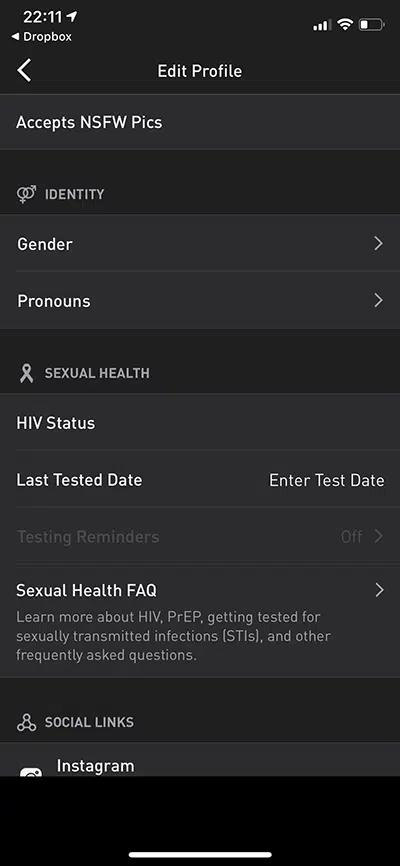 22:11
◀ Dropbox
Edit Profile
Accepts NSFW Pics
IDENTITY
Gender
Pronouns
SEXUAL HEALTH
HIV Status
Last Tested Date Enter Test Date
Testing Reminders Off
Sexual Health FAQ
Learn more about HIV, PrEP, getting tested for
sexually transmitted infections (STIs), and other
frequently asked questions.
SOCIAL LINKS
Instagram